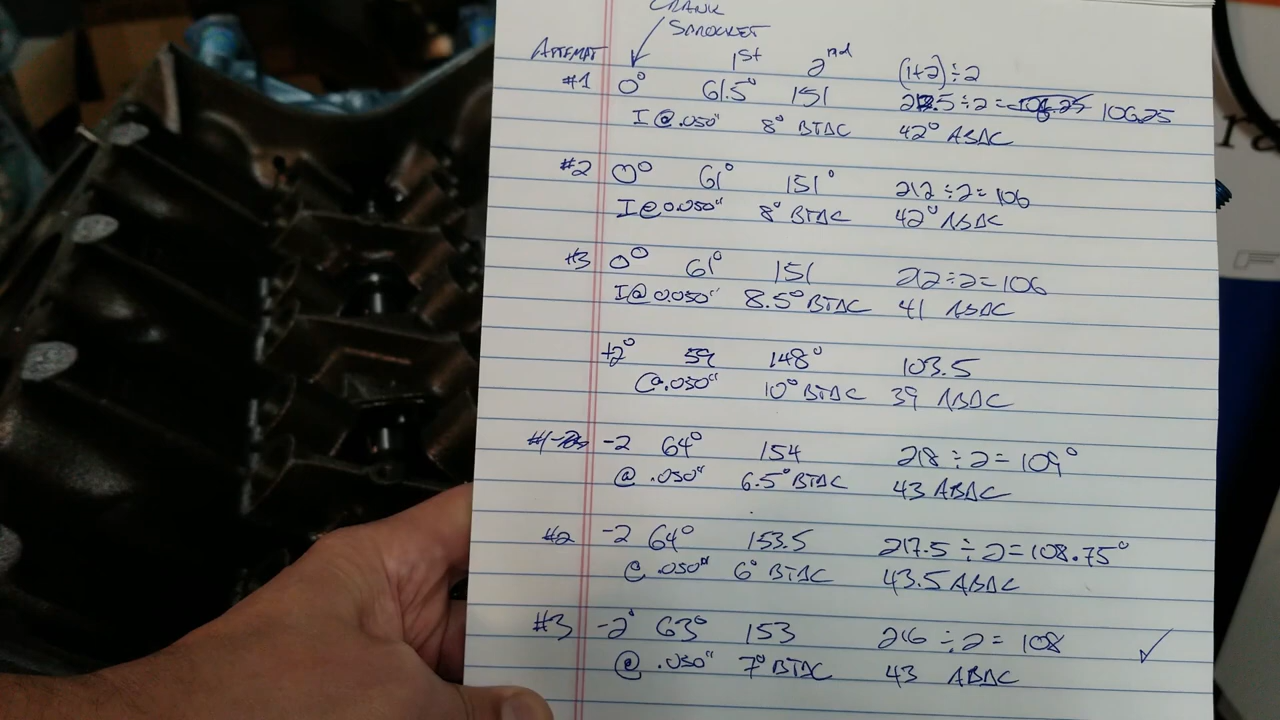 CRANK
SPROCKET
ATTEMPT 1st 2nd (1+2)÷2
#1 0° 61.5° 151 212.5÷2= 106.25 106.25
I @ .050" 8° BTDC 42° ABDC
#2 0° 61° 151° 212÷2=106
I @ 0.050" 8° BTDC 42° ABDC
#3 0° 61° 151 212÷2=106
I @ 0.050" 8.5° BTDC 41 ABDC
+2° 59 148° 103.5
@ .050" 10° BTDC 39 ABDC
#1 -2 64° 154 218÷2=109°
@ .050" 6.5° BTDC 43 ABDC
#2 -2 64° 153.5 217.5÷2=108.75°
@ .050" 6° BTDC 43.5 ABDC
#3 -2° 63° 153 216÷2=108 ✓
@ .050" 7° BTDC 43 ABDC